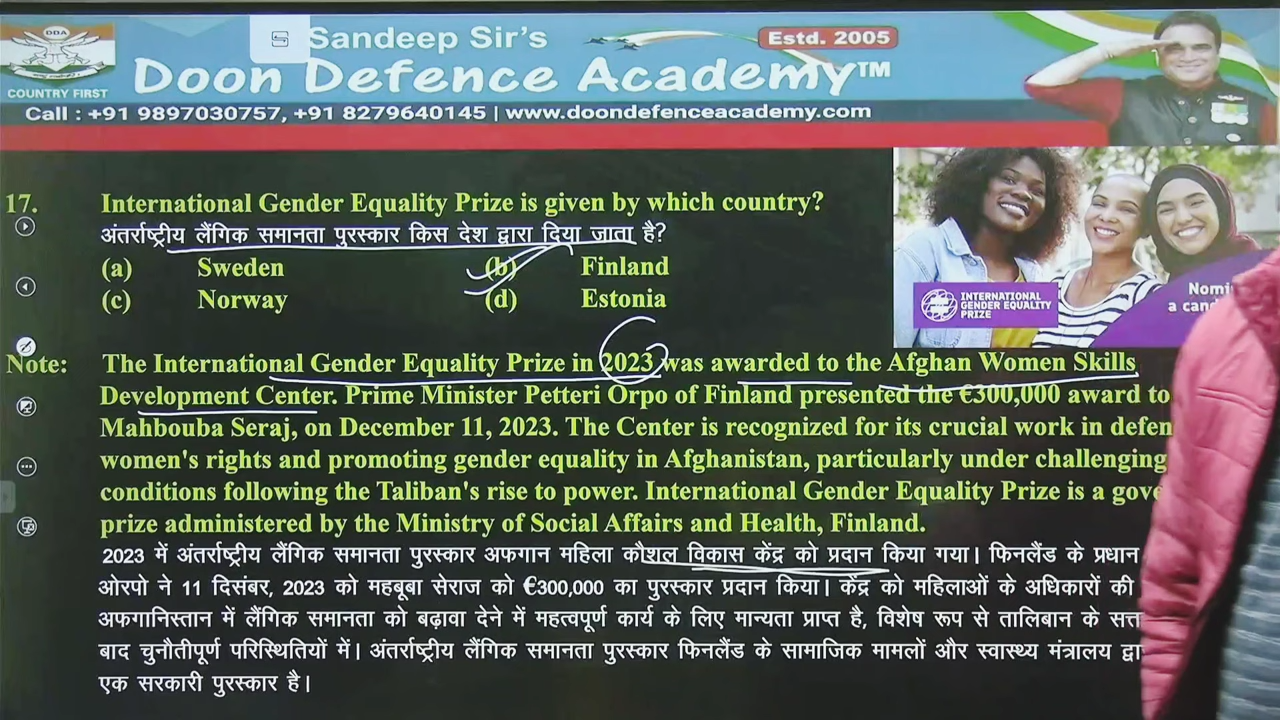 DDA
COUNTRY FIRST
Sandeep Sir's
Estd. 2005
Doon Defence Academy™
Call : +91 9897030757, +91 8279640145 | www.doondefenceacademy.com
17. International Gender Equality Prize is given by which country?
अंतर्राष्ट्रीय लैंगिक समानता पुरस्कार किस देश द्वारा दिया जाता है?
(a) Sweden (b) Finland
(c) Norway (d) Estonia
INTERNATIONAL
GENDER EQUALITY
PRIZE
Nomi
a can
Note: The International Gender Equality Prize in 2023 was awarded to the Afghan Women Skills
Development Center. Prime Minister Petteri Orpo of Finland presented the €300,000 award to
Mahbouba Seraj, on December 11, 2023. The Center is recognized for its crucial work in defen
women's rights and promoting gender equality in Afghanistan, particularly under challenging
conditions following the Taliban's rise to power. International Gender Equality Prize is a gove
prize administered by the Ministry of Social Affairs and Health, Finland.
2023 में अंतर्राष्ट्रीय लैंगिक समानता पुरस्कार अफगान महिला कौशल विकास केंद्र को प्रदान किया गया। फिनलैंड के प्रधान
ओरपो ने 11 दिसंबर, 2023 को महबूबा सेराज को €300,000 का पुरस्कार प्रदान किया। केंद्र को महिलाओं के अधिकारों की
अफगानिस्तान में लैंगिक समानता को बढ़ावा देने में महत्वपूर्ण कार्य के लिए मान्यता प्राप्त है, विशेष रूप से तालिबान के सत्त
बाद चुनौतीपूर्ण परिस्थितियों में। अंतर्राष्ट्रीय लैंगिक समानता पुरस्कार फिनलैंड के सामाजिक मामलों और स्वास्थ्य मंत्रालय द्वा
एक सरकारी पुरस्कार है।